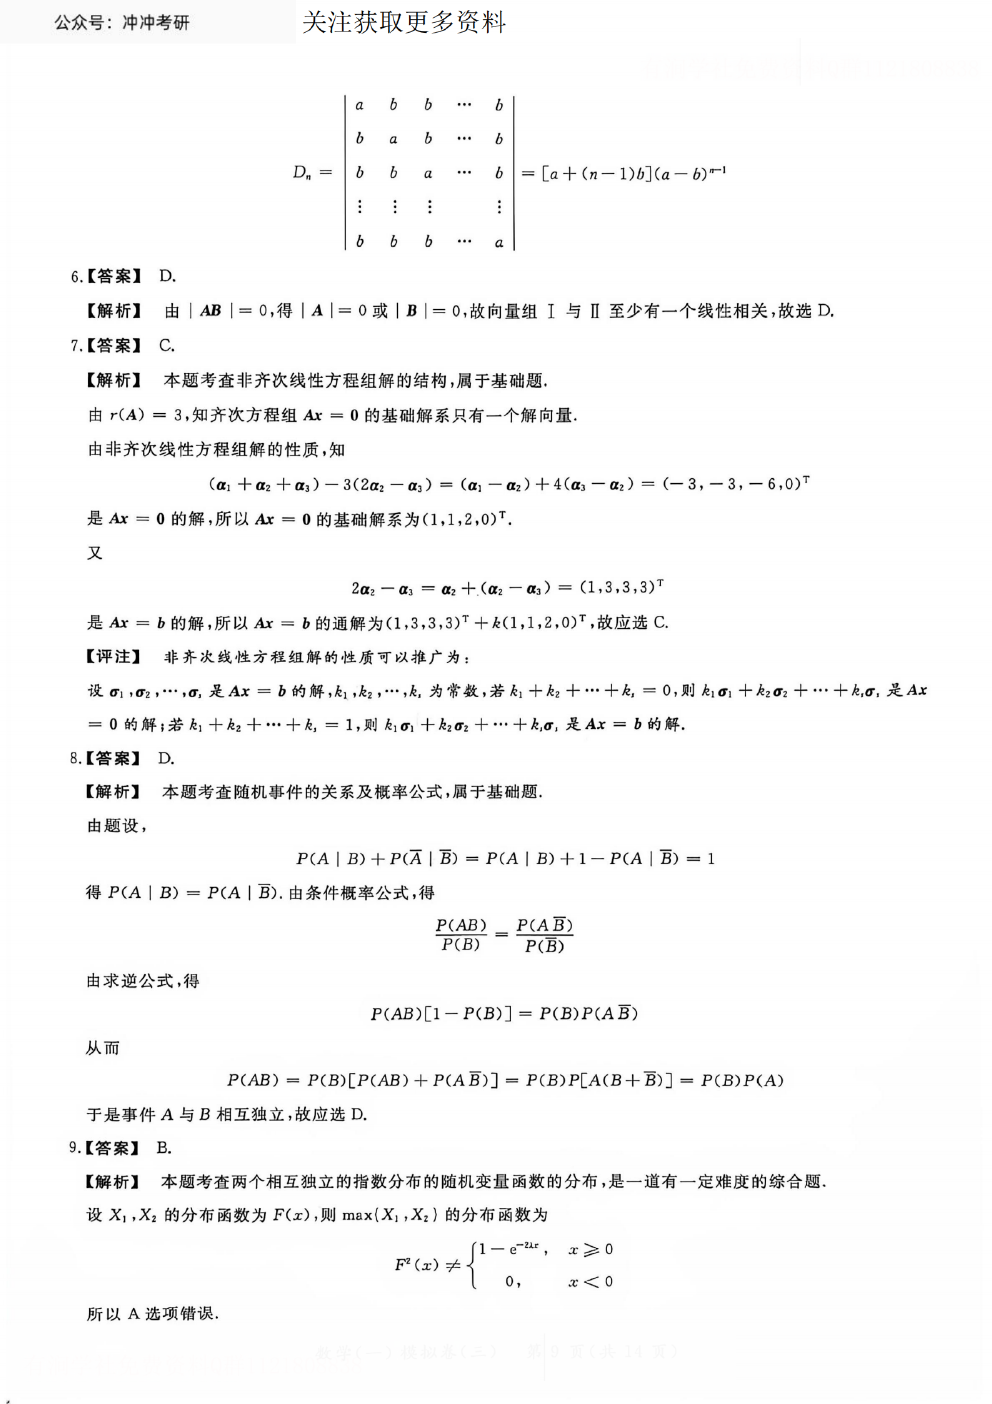 公众号：冲冲考研
关注获取更多资料
a b b ⋯ b
b a b ⋯ b
Dₙ = b b a ⋯ b = [a+(n−1)b](a−b)ⁿ⁻¹
⋮ ⋮ ⋮ ⋮
b b b ⋯ a
6.【答案】 D.
【解析】 由|AB|=0,得|A|=0或|B|=0,故向量组 Ⅰ 与 Ⅱ 至少有一个线性相关,故选 D.
7.【答案】 C.
【解析】 本题考查非齐次线性方程组解的结构,属于基础题.
由 r(A) = 3,知齐次方程组 Ax = 0 的基础解系只有一个解向量.
由非齐次线性方程组解的性质,知
(α₁+α₂+α₃)−3(2α₂−α₃) = (α₁−α₂)+4(α₃−α₂) = (−3,−3,−6,0)ᵀ
是 Ax = 0 的解,所以 Ax = 0 的基础解系为(1,1,2,0)ᵀ.
又
2α₂−α₃ = α₂+(α₂−α₃) = (1,3,3,3)ᵀ
是 Ax = b 的解,所以 Ax = b 的通解为(1,3,3,3)ᵀ+k(1,1,2,0)ᵀ,故应选 C.
【评注】 非齐次线性方程组解的性质可以推广为:
设 σ₁,σ₂,⋯,σₛ 是 Ax = b 的解,k₁,k₂,⋯,kₛ 为常数,若 k₁+k₂+⋯+kₛ = 0,则 k₁σ₁+k₂σ₂+⋯+kₛσₛ 是 Ax
= 0 的解;若 k₁+k₂+⋯+kₛ = 1,则 k₁σ₁+k₂σ₂+⋯+kₛσₛ 是 Ax = b 的解.
8.【答案】 D.
【解析】 本题考查随机事件的关系及概率公式,属于基础题.
由题设,
P(A|B)+P(A̅|B̅) = P(A|B)+1−P(A|B̅) = 1
得 P(A|B) = P(A|B̅).由条件概率公式,得
P(AB)/P(B) = P(AB̅)/P(B̅)
由求逆公式,得
P(AB)[1−P(B)] = P(B)P(AB̅)
从而
P(AB) = P(B)[P(AB)+P(AB̅)] = P(B)P[A(B+B̅)] = P(B)P(A)
于是事件 A 与 B 相互独立,故应选 D.
9.【答案】 B.
【解析】 本题考查两个相互独立的指数分布的随机变量函数的分布,是一道有一定难度的综合题.
设 X₁,X₂ 的分布函数为 F(x),则 max{X₁,X₂} 的分布函数为
F²(x) ≠ {1−e⁻²λx, x⩾0
0, x<0
所以 A 选项错误.
数学(一)模拟卷(三) 第 9 页(共 14 页)